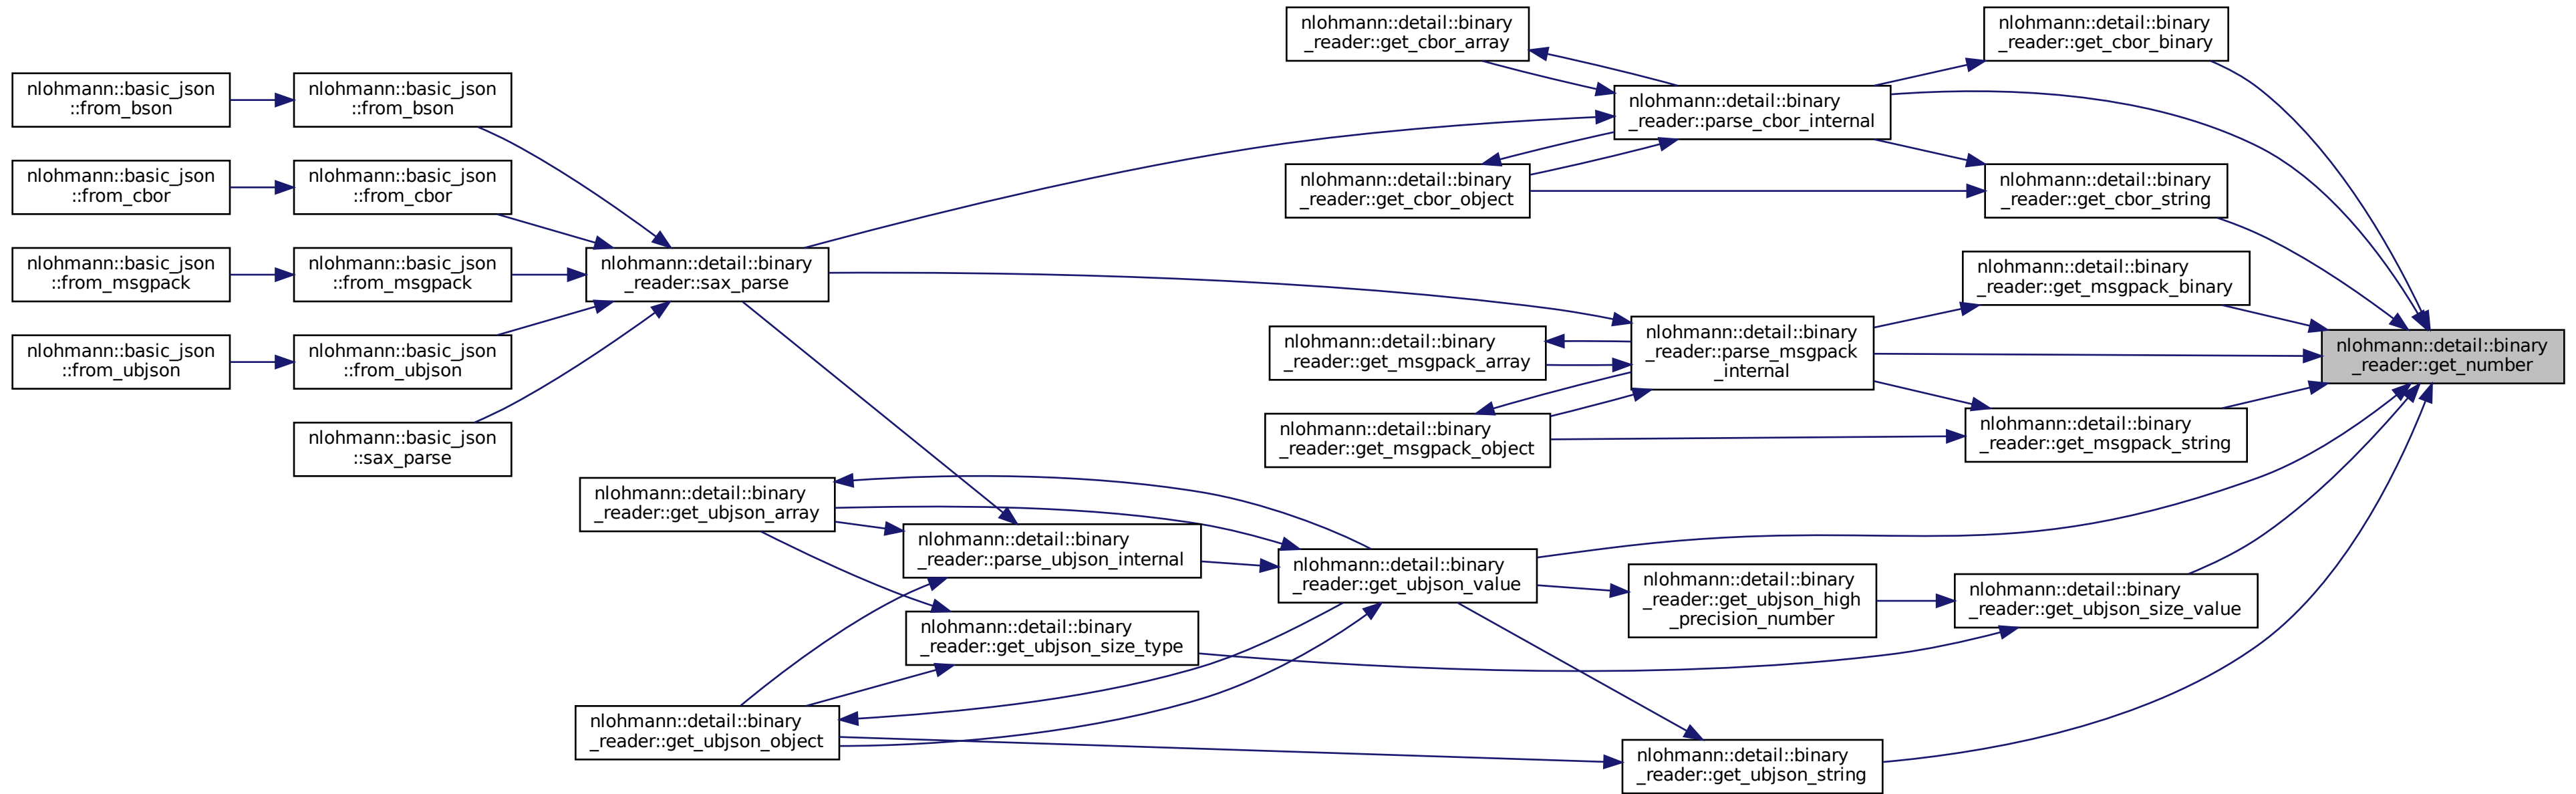 nlohmann::basic_json
::from_bson
nlohmann::basic_json
::from_cbor
nlohmann::basic_json
::from_msgpack
nlohmann::basic_json
::from_ubjson
nlohmann::basic_json
::from_bson
nlohmann::basic_json
::from_cbor
nlohmann::basic_json
::from_msgpack
nlohmann::basic_json
::from_ubjson
nlohmann::basic_json
::sax_parse
nlohmann::detail::binary
_reader::sax_parse
nlohmann::detail::binary
_reader::get_ubjson_array
nlohmann::detail::binary
_reader::get_ubjson_object
nlohmann::detail::binary
_reader::parse_ubjson_internal
nlohmann::detail::binary
_reader::get_ubjson_size_type
nlohmann::detail::binary
_reader::get_cbor_array
nlohmann::detail::binary
_reader::get_cbor_object
nlohmann::detail::binary
_reader::get_msgpack_array
nlohmann::detail::binary
_reader::get_msgpack_object
nlohmann::detail::binary
_reader::get_ubjson_value
nlohmann::detail::binary
_reader::parse_cbor_internal
nlohmann::detail::binary
_reader::parse_msgpack
_internal
nlohmann::detail::binary
_reader::get_ubjson_high
_precision_number
nlohmann::detail::binary
_reader::get_ubjson_string
nlohmann::detail::binary
_reader::get_cbor_binary
nlohmann::detail::binary
_reader::get_cbor_string
nlohmann::detail::binary
_reader::get_msgpack_binary
nlohmann::detail::binary
_reader::get_msgpack_string
nlohmann::detail::binary
_reader::get_ubjson_size_value
nlohmann::detail::binary
_reader::get_number